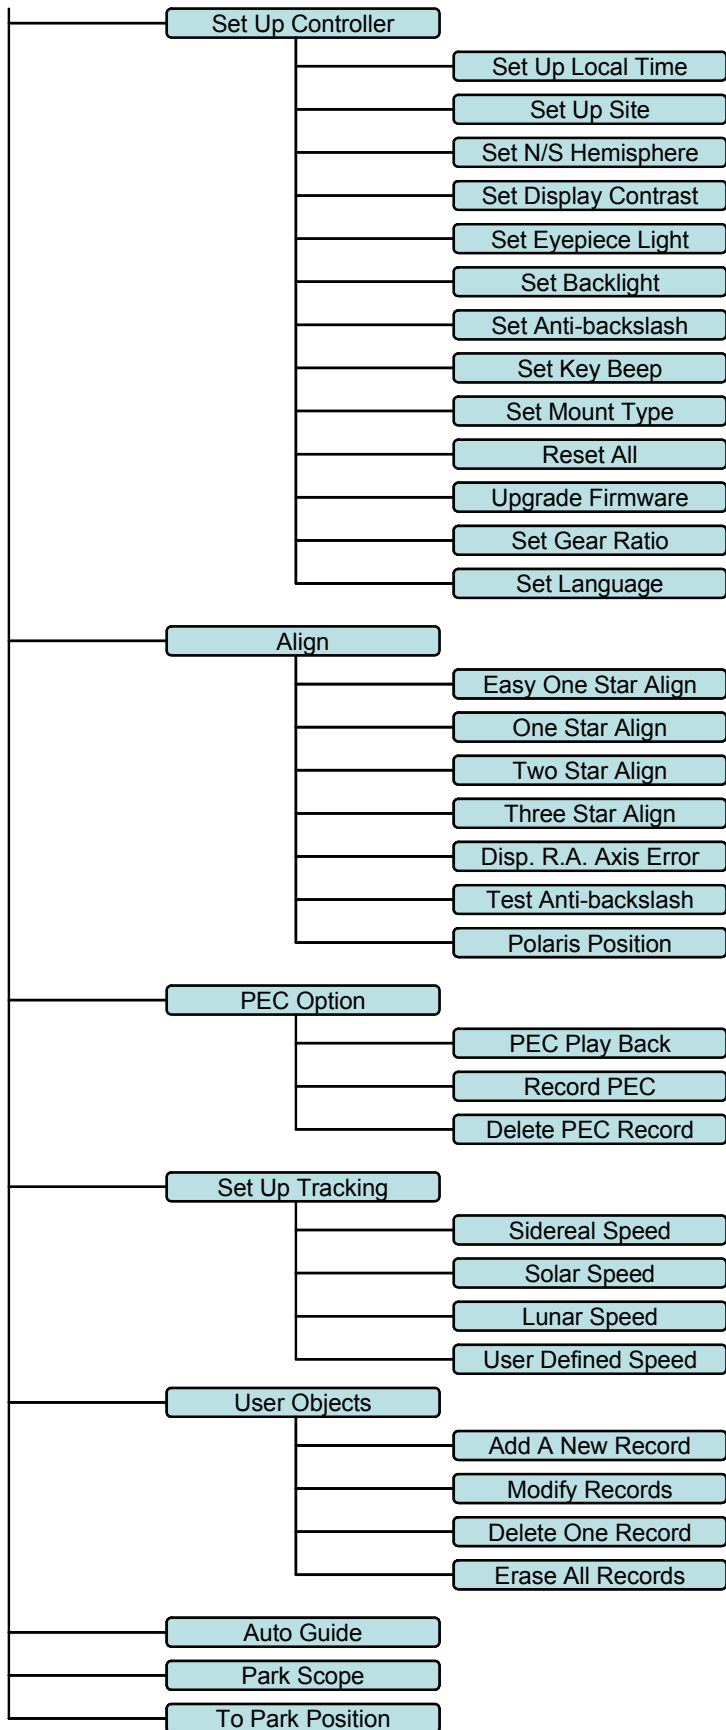 Set Up Controller
Set Up Local Time
Set Up Site
Set N/S Hemisphere
Set Display Contrast
Set Eyepiece Light
Set Backlight
Set Anti-backslash
Set Key Beep
Set Mount Type
Reset All
Upgrade Firmware
Set Gear Ratio
Set Language
Align
Easy One Star Align
One Star Align
Two Star Align
Three Star Align
Disp. R.A. Axis Error
Test Anti-backslash
Polaris Position
PEC Option
PEC Play Back
Record PEC
Delete PEC Record
Set Up Tracking
Sidereal Speed
Solar Speed
Lunar Speed
User Defined Speed
User Objects
Add A New Record
Modify Records
Delete One Record
Erase All Records
Auto Guide
Park Scope
To Park Position